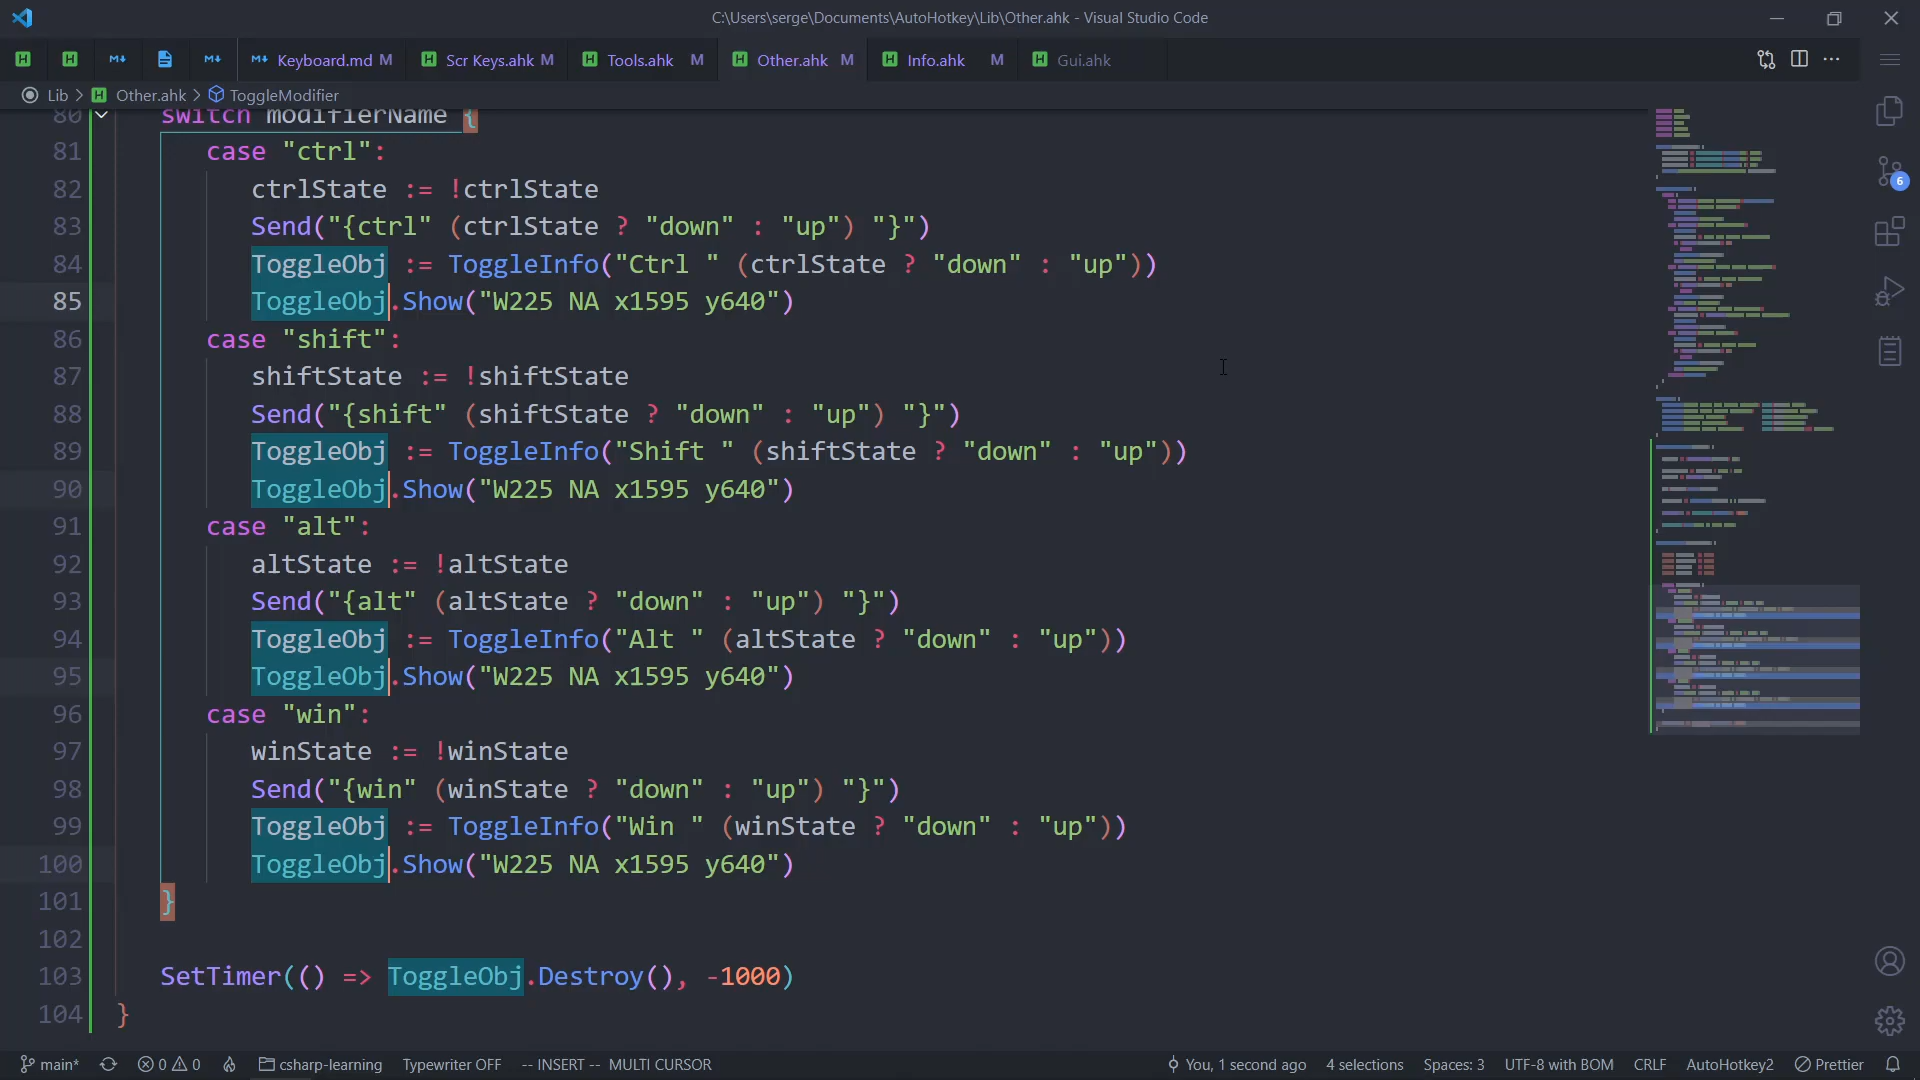 C:\Users\serge\Documents\AutoHotkey\Lib\Other.ahk - Visual Studio Code
Keyboard.md M
Scr Keys.ahk M
Tools.ahk M
Other.ahk M
Info.ahk M
Gui.ahk
Lib > Other.ahk > ToggleModifier
80 switch modifierName {
81 case "ctrl":
82 ctrlState := !ctrlState
83 Send("{ctrl" (ctrlState ? "down" : "up") "}")
84 ToggleObj := ToggleInfo("Ctrl " (ctrlState ? "down" : "up"))
85 ToggleObj.Show("W225 NA x1595 y640")
86 case "shift":
87 shiftState := !shiftState
88 Send("{shift" (shiftState ? "down" : "up") "}")
89 ToggleObj := ToggleInfo("Shift " (shiftState ? "down" : "up"))
90 ToggleObj.Show("W225 NA x1595 y640")
91 case "alt":
92 altState := !altState
93 Send("{alt" (altState ? "down" : "up") "}")
94 ToggleObj := ToggleInfo("Alt " (altState ? "down" : "up"))
95 ToggleObj.Show("W225 NA x1595 y640")
96 case "win":
97 winState := !winState
98 Send("{win" (winState ? "down" : "up") "}")
99 ToggleObj := ToggleInfo("Win " (winState ? "down" : "up"))
100 ToggleObj.Show("W225 NA x1595 y640")
101 }
102
103 SetTimer(() => ToggleObj.Destroy(), -1000)
104 }
6
main* 0 0 csharp-learning Typewriter OFF -- INSERT -- MULTI CURSOR You, 1 second ago 4 selections Spaces: 3 UTF-8 with BOM CRLF AutoHotkey2 Prettier